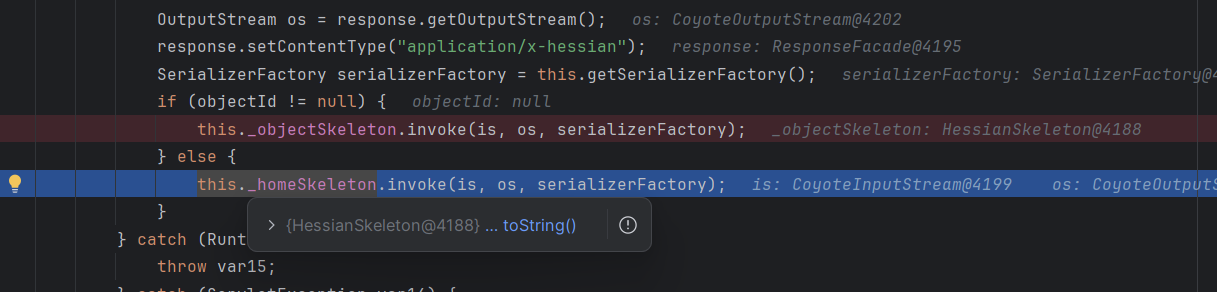 OutputStream os = response.getOutputStream(); os: CoyoteOutputStream@4202
response.setContentType("application/x-hessian"); response: ResponseFacade@4195
SerializerFactory serializerFactory = this.getSerializerFactory(); serializerFactory: SerializerFactory@4
if (objectId != null) { objectId: null
this._objectSkeleton.invoke(is, os, serializerFactory); _objectSkeleton: HessianSkeleton@4188
} else {
this._homeSkeleton.invoke(is, os, serializerFactory); is: CoyoteInputStream@4199 os: CoyoteOutputS
}
{HessianSkeleton@4188} ... toString()
} catch (Runt
throw var15;
} catch (ServletException var14) {